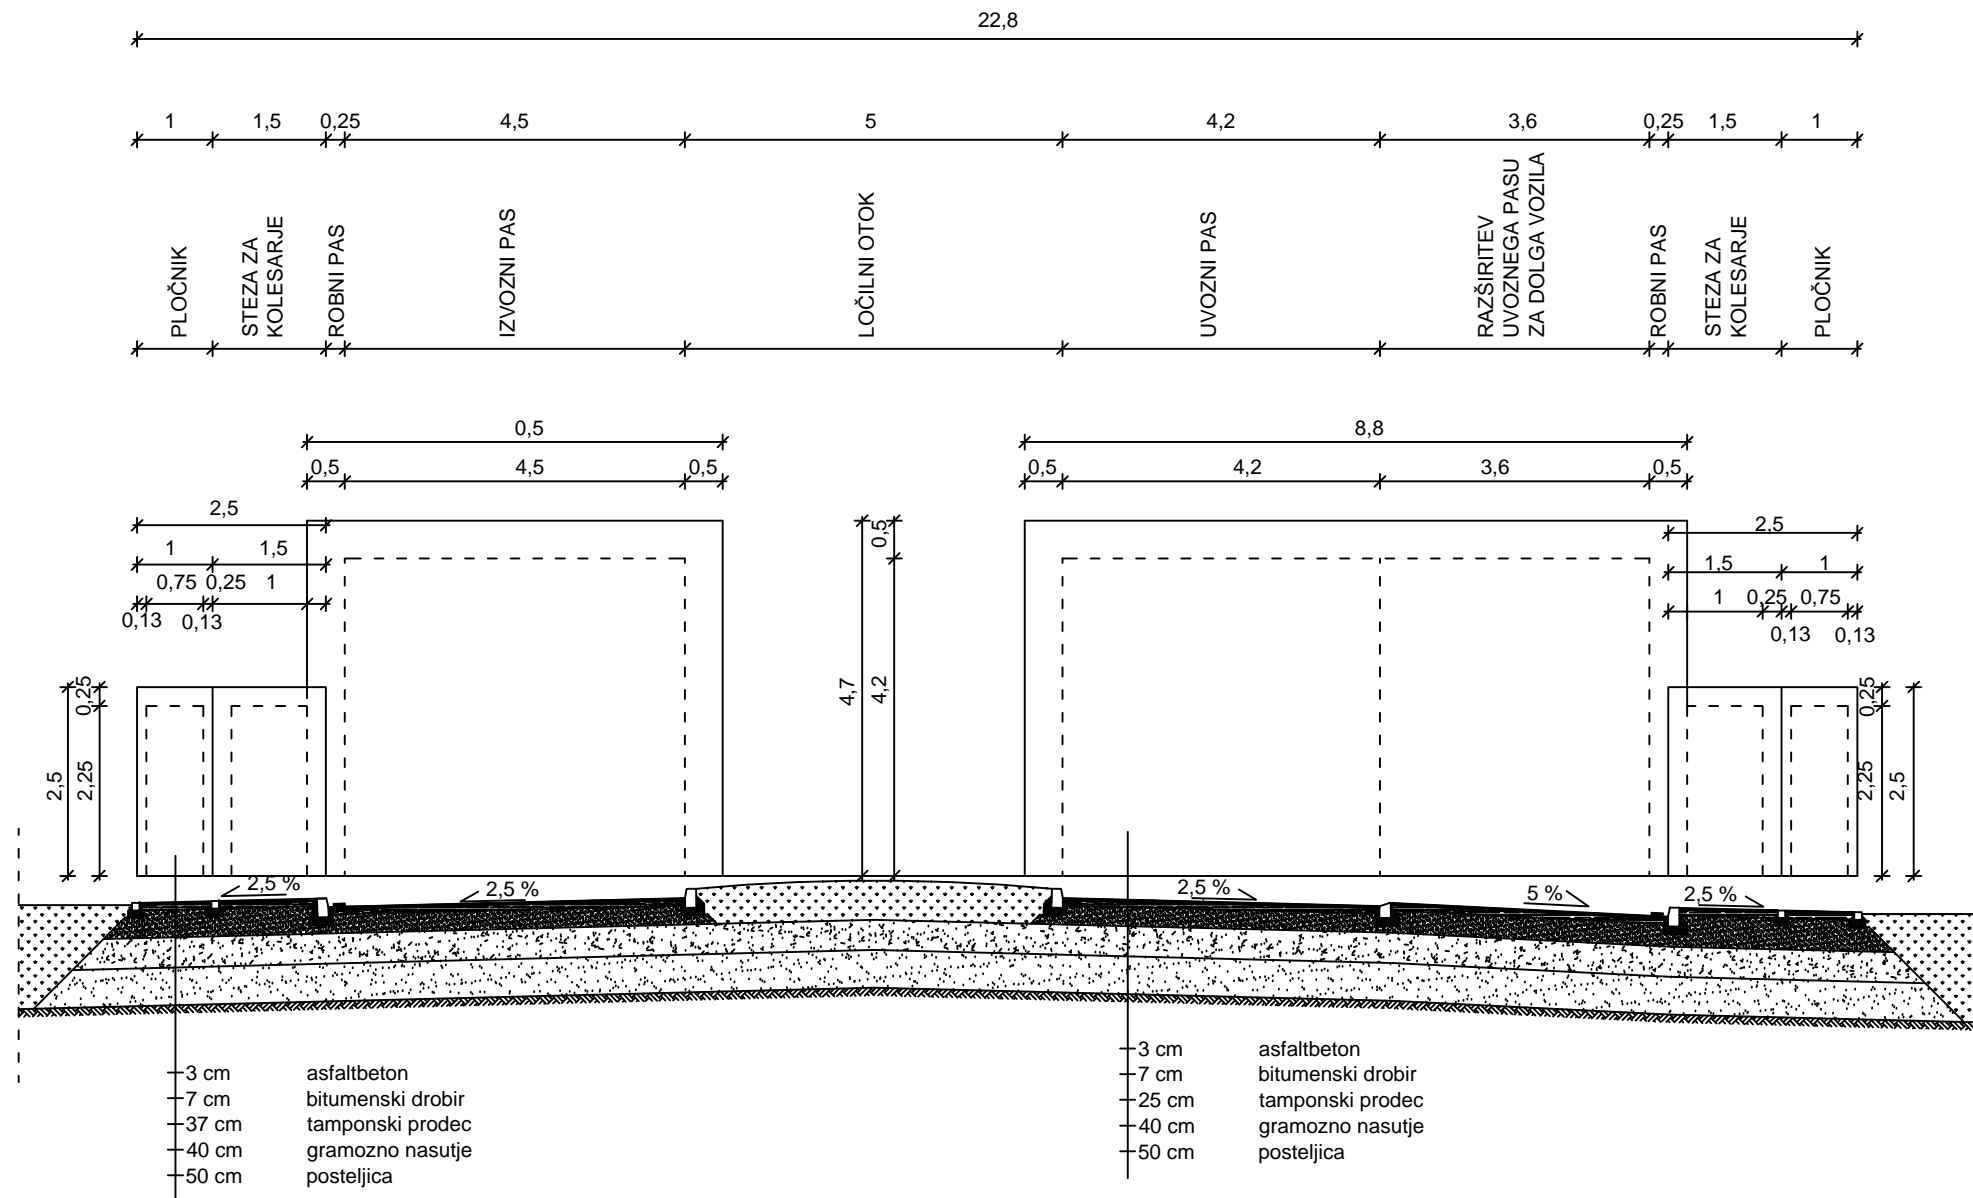 22,8
1 1,5 0,25 4,5 5 4,2 3,6 0,25 1,5 1
PLOČNIK
STEZA ZA
KOLESARJE
ROBNI PAS
IZVOZNI PAS
LOČILNI OTOK
UVOZNI PAS
RAZŠIRITEV
UVOZNEGA PASU
ZA DOLGA VOZILA
ROBNI PAS
STEZA ZA
KOLESARJE
PLOČNIK
0,5 8,8
0,5 4,5 0,5 0,5 4,2 3,6 0,5
2,5
1 1,5
0,75 0,25 1
0,13 0,13
0,5
4,7 4,2
2,5
1,5 1
1 0,25 0,75
0,13 0,13
0,25
2,5 2,25
0,25
2,25 2,5
2,5 % 2,5 % 2,5 % 5 % 2,5 %
3 cm asfaltbeton
7 cm bitumenski drobir
37 cm tamponski prodec
40 cm gramozno nasutje
50 cm posteljica
3 cm asfaltbeton
7 cm bitumenski drobir
25 cm tamponski prodec
40 cm gramozno nasutje
50 cm posteljica